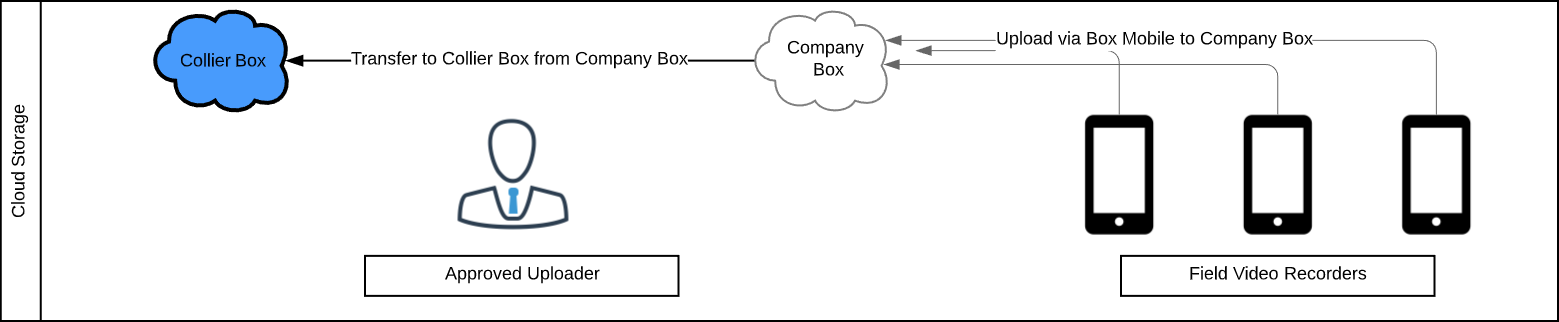 Cloud Storage
Collier Box
Transfer to Collier Box from Company Box
Company
Box
Upload via Box Mobile to Company Box
Approved Uploader
Field Video Recorders